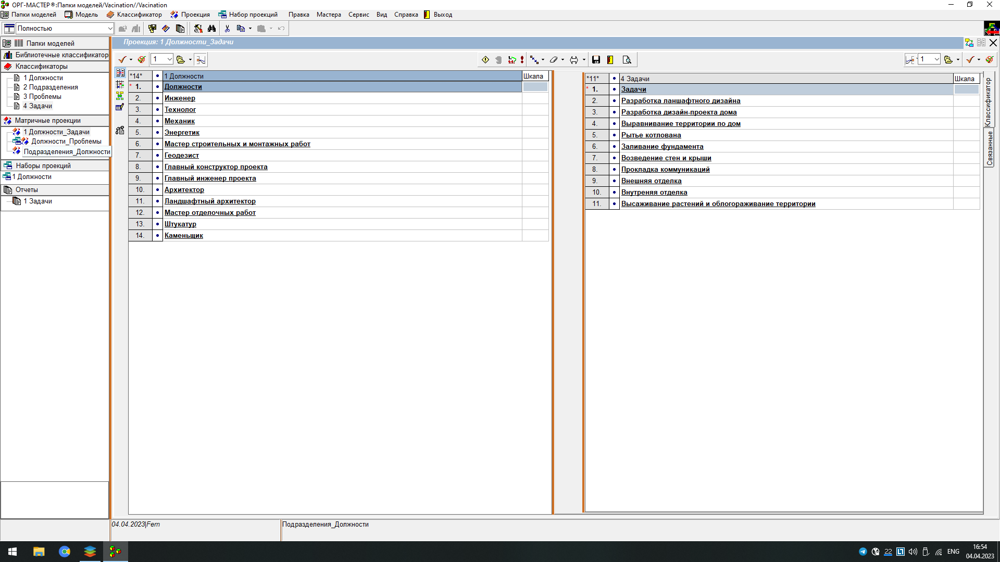 ОРГ-МАСТЕР®:Папки моделей/Vacination//Vacination
Папки моделей Модель Классификатор Проекция Набор проекций Правка Мастера Сервис Вид Справка Выход
Полностью
Папки моделей
Библиотечные классификатор
Классификаторы
1 Должности
2 Подразделения
3 Проблемы
4 Задачи
Матричные проекции
1 Должности_Задачи
Должности_Проблемы
Подразделения_Должности
Наборы проекций
1 Должности
Отчеты
1 Задачи
Проекция: 1 Должности_Задачи
1
*14* 1 Должности Шкала
* 1. Должности
2. Инженер
3. Технолог
4. Механик
5. Энергетик
6. Мастер строительных и монтажных работ
7. Геодезист
8. Главный конструктор проекта
9. Главный инженер проекта
10. Архитектор
11. Ландшафтный архитектор
12. Мастер отделочных работ
13. Штукатур
14. Каменьщик
1
*11* 4 Задачи Шкала
* 1. Задачи
2. Разработка ланшафтного дизайна
3. Разработка дизайн-проекта дома
4. Выравнивание территории по дом
5. Рытье котлована
6. Заливание фундамента
7. Возведение стен и крыши
8. Прокладка коммуникаций
9. Внешняя отделка
10. Внутреняя отделка
11. Высаживание растений и облогораживание территории
Классификатор
Связанные
04.04.2023|Fern
Подразделения_Должности
22
ENG
16:54
04.04.2023